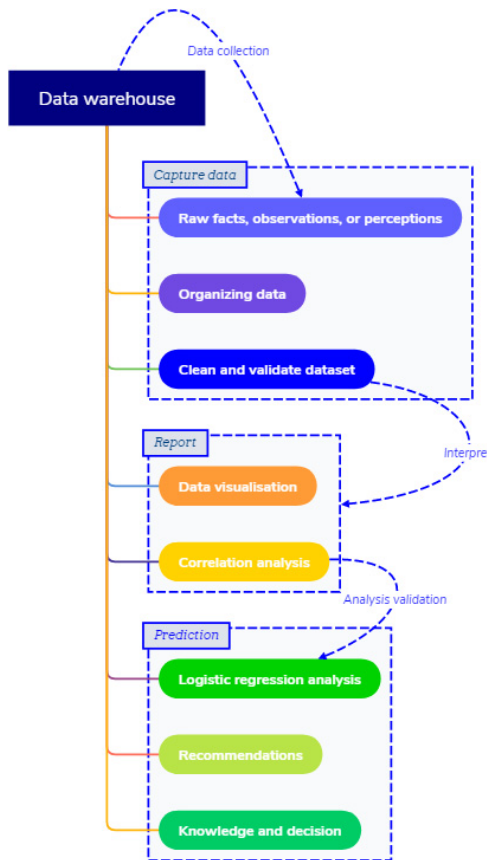 Data collection
Data warehouse
Capture data
Raw facts, observations, or perceptions
Organizing data
Clean and validate dataset
Report
Interpre
Data visualisation
Correlation analysis
Analysis validation
Prediction
Logistic regression analysis
Recommendations
Knowledge and decision